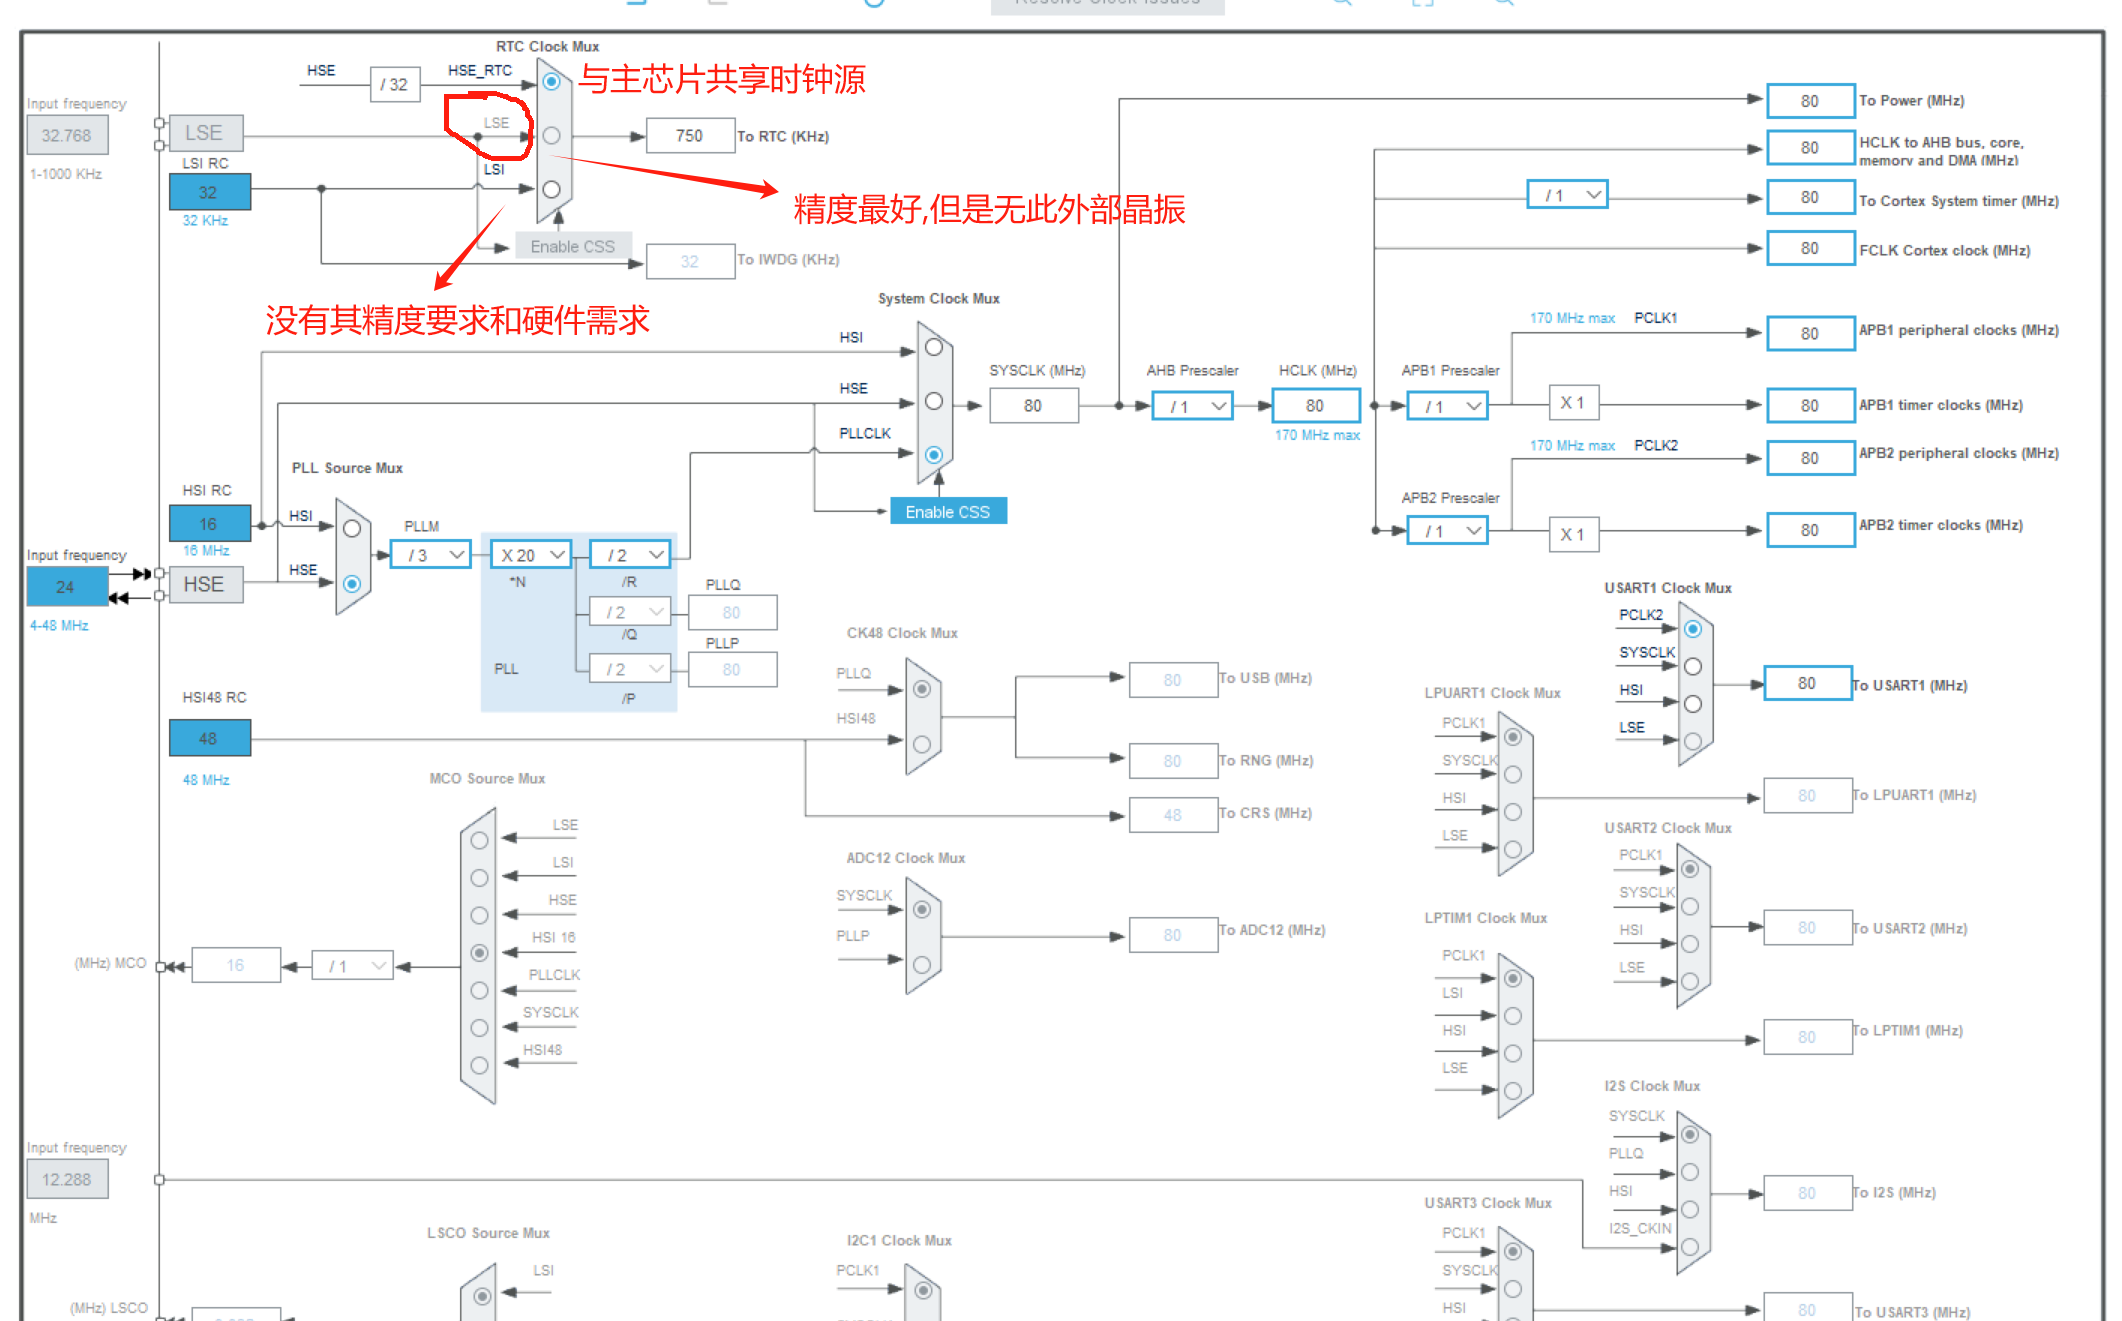 Resolve Clock Issues
RTC Clock Mux
HSE
/ 32
HSE_RTC
与主芯片共享时钟源
Input frequency
32.768
1-1000 KHz
LSE
LSE
750
To RTC (KHz)
LSI RC
32
32 KHz
LSI
精度最好,但是无此外部晶振
Enable CSS
32
To IWDG (KHz)
没有其精度要求和硬件需求
80
To Power (MHz)
80
HCLK to AHB bus, core,
memory and DMA (MHz)
/ 1
80
To Cortex System timer (MHz)
80
FCLK Cortex clock (MHz)
System Clock Mux
HSI
HSE
PLLCLK
Enable CSS
SYSCLK (MHz)
80
AHB Prescaler
/ 1
HCLK (MHz)
80
170 MHz max
APB1 Prescaler
/ 1
170 MHz max
PCLK1
80
APB1 peripheral clocks (MHz)
X 1
80
APB1 timer clocks (MHz)
170 MHz max
PCLK2
80
APB2 peripheral clocks (MHz)
APB2 Prescaler
/ 1
X 1
80
APB2 timer clocks (MHz)
PLL Source Mux
HSI RC
16
16 MHz
HSI
HSE
Input frequency
24
4-48 MHz
HSE
PLLM
/ 3
X 20
*N
/ 2
/R
/ 2
/Q
PLLQ
80
/ 2
/P
PLLP
80
PLL
HSI48 RC
48
48 MHz
CK48 Clock Mux
PLLQ
HSI48
80
To USB (MHz)
80
To RNG (MHz)
48
To CRS (MHz)
USART1 Clock Mux
PCLK2
SYSCLK
HSI
LSE
80
To USART1 (MHz)
LPUART1 Clock Mux
PCLK1
SYSCLK
HSI
LSE
80
To LPUART1 (MHz)
MCO Source Mux
LSE
LSI
HSE
HSI 16
PLLCLK
SYSCLK
HSI48
(MHz) MCO
16
/ 1
ADC12 Clock Mux
SYSCLK
PLLP
80
To ADC12 (MHz)
USART2 Clock Mux
PCLK1
SYSCLK
HSI
LSE
80
To USART2 (MHz)
LPTIM1 Clock Mux
PCLK1
LSI
HSI
LSE
80
To LPTIM1 (MHz)
I2S Clock Mux
SYSCLK
PLLQ
HSI
I2S_CKIN
80
To I2S (MHz)
Input frequency
12.288
MHz
LSCO Source Mux
LSI
(MHz) LSCO
I2C1 Clock Mux
PCLK1
USART3 Clock Mux
PCLK1
SYSCLK
HSI
80
To USART3 (MHz)